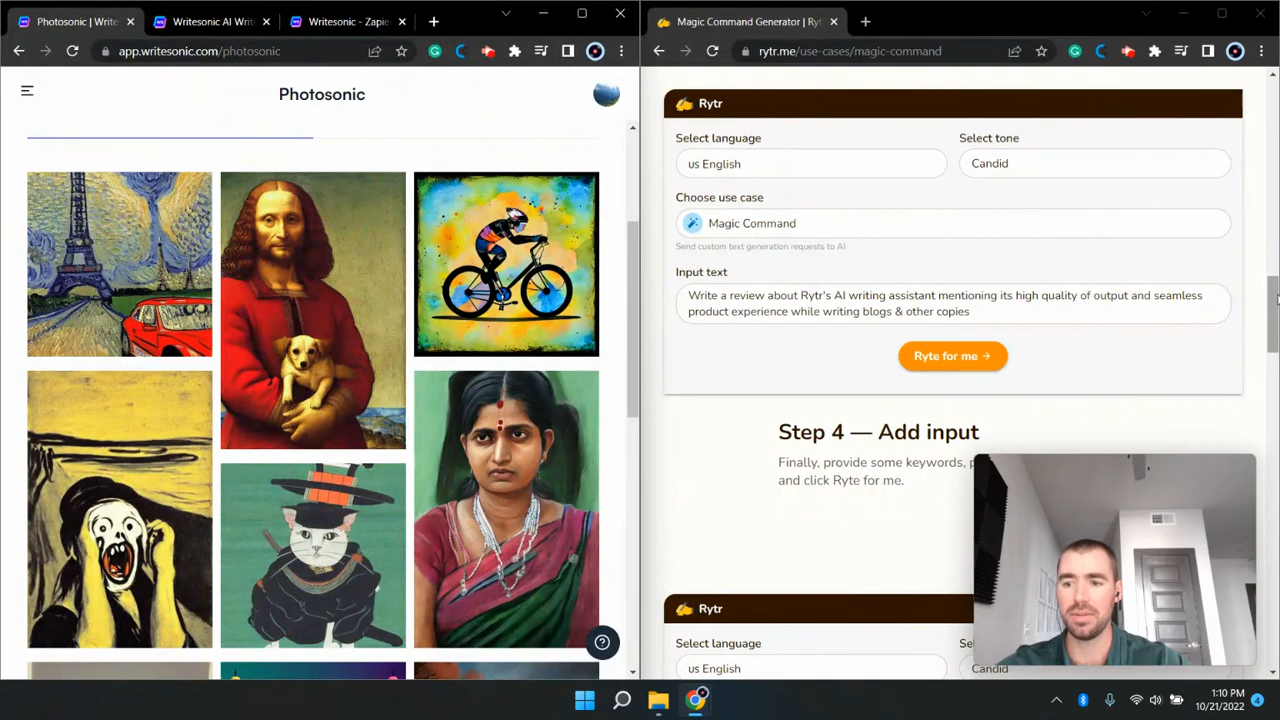 Photosonic | Write
Writesonic AI Writ
Writesonic - Zapie
app.writesonic.com/photosonic
Photosonic
Magic Command Generator | Ryt
rytr.me/use-cases/magic-command
Rytr
Select language
Select tone
us English
Candid
Choose use case
Magic Command
Send custom text generation requests to AI
Input text
Write a review about Rytr's AI writing assistant mentioning its high quality of output and seamless
product experience while writing blogs & other copies
Ryte for me →
Step 4 — Add input
Finally, provide some keywords, p
and click Ryte for me.
Rytr
Select language
Se
us English
Candid
1:10 PM
10/21/2022
4